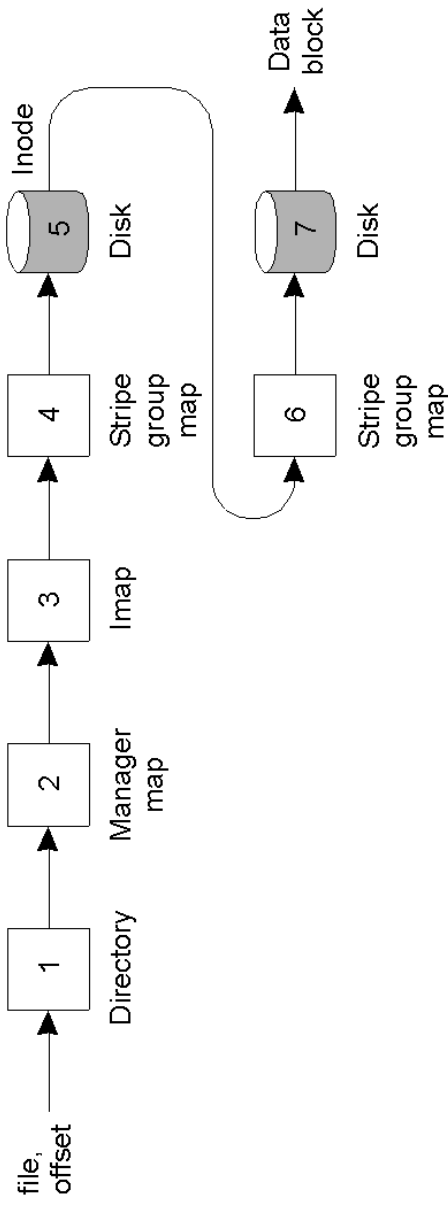 file,
offset
1
Directory
2
Manager
map
3
Imap
4
Stripe
group
map
5
Disk
Inode
6
Stripe
group
map
7
Disk
Data
block